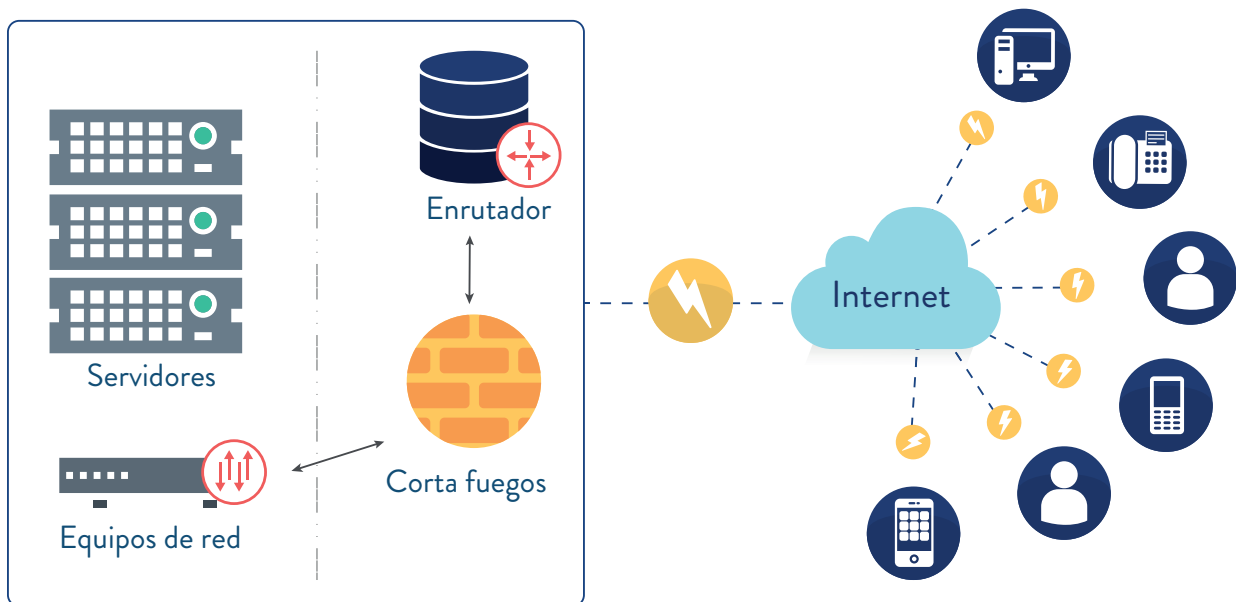 Enrutador
Internet
Servidores
Corta fuegos
Equipos de red